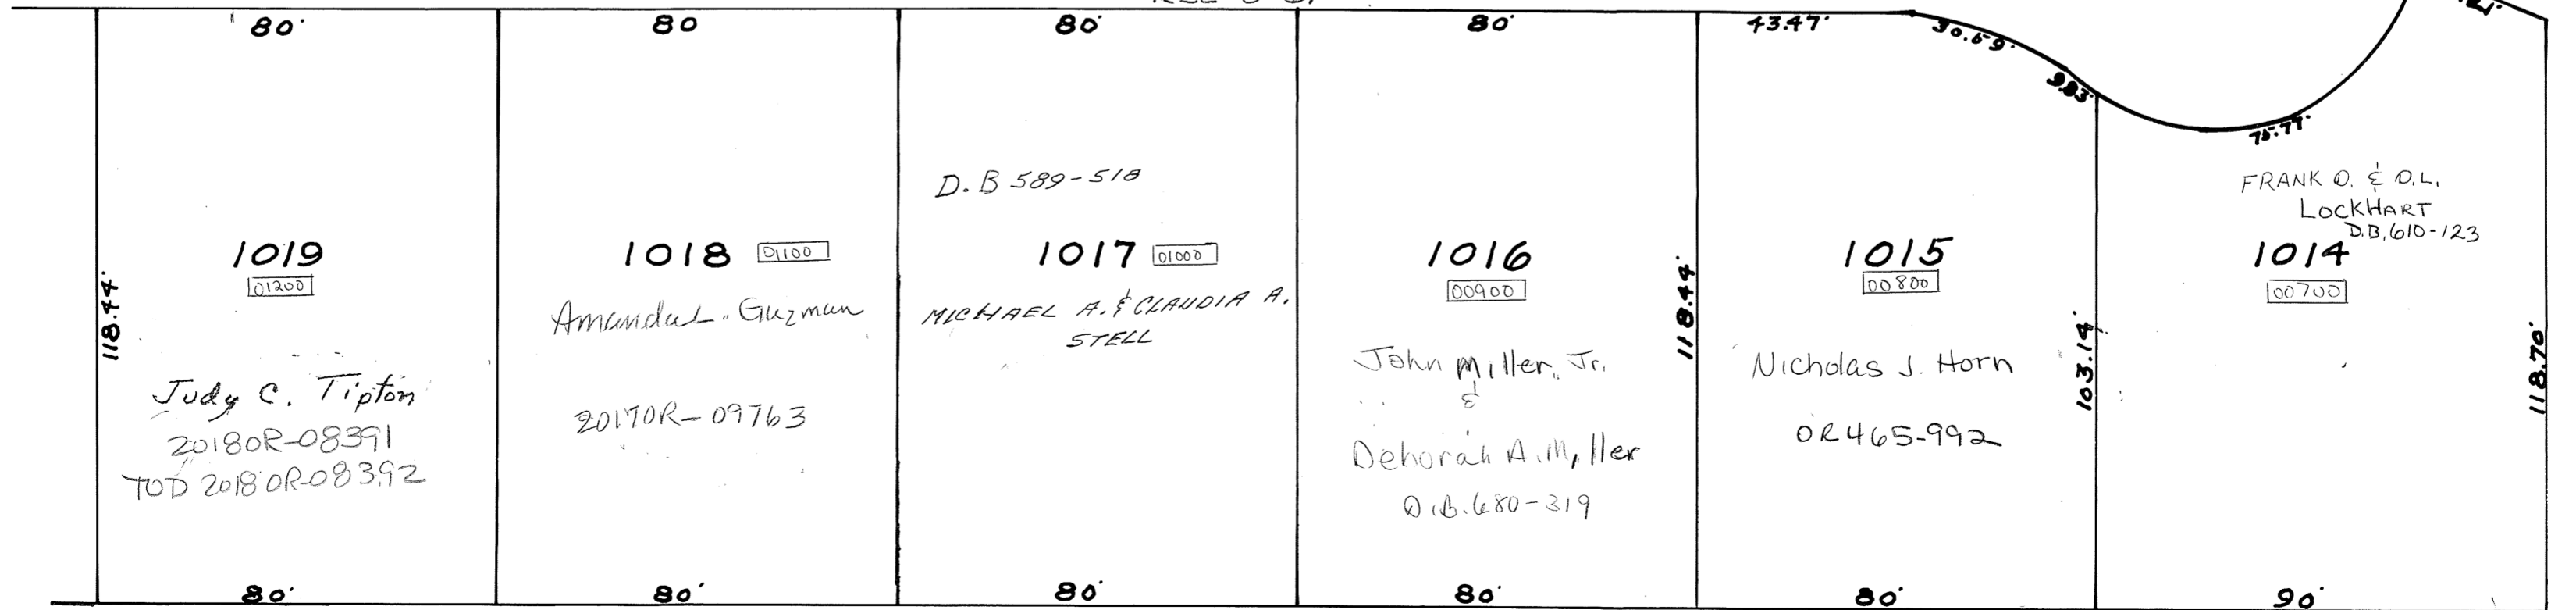 80'
80
80'
80'
43.47'
30.59'
9.83'
75.77'
1019
01200
118.44'
Judy C. Tipton
2018OR-08391
TOD 2018OR-08392
80'
1018 01100
Amanda L. Guzman
2017OR-09763
80'
D.B 589-518
1017 01000
MICHAEL A. & CLAUDIA A.
STELL
80'
1016
00900
John Miller, Jr.
&
Deborah A. Miller
D.B. 680-319
80'
118.44'
1015
00800
Nicholas J. Horn
OR465-992
80'
103.14'
FRANK D. & D.L.
LOCKHART
D.B. 610-123
1014
00700
118.70'
90'